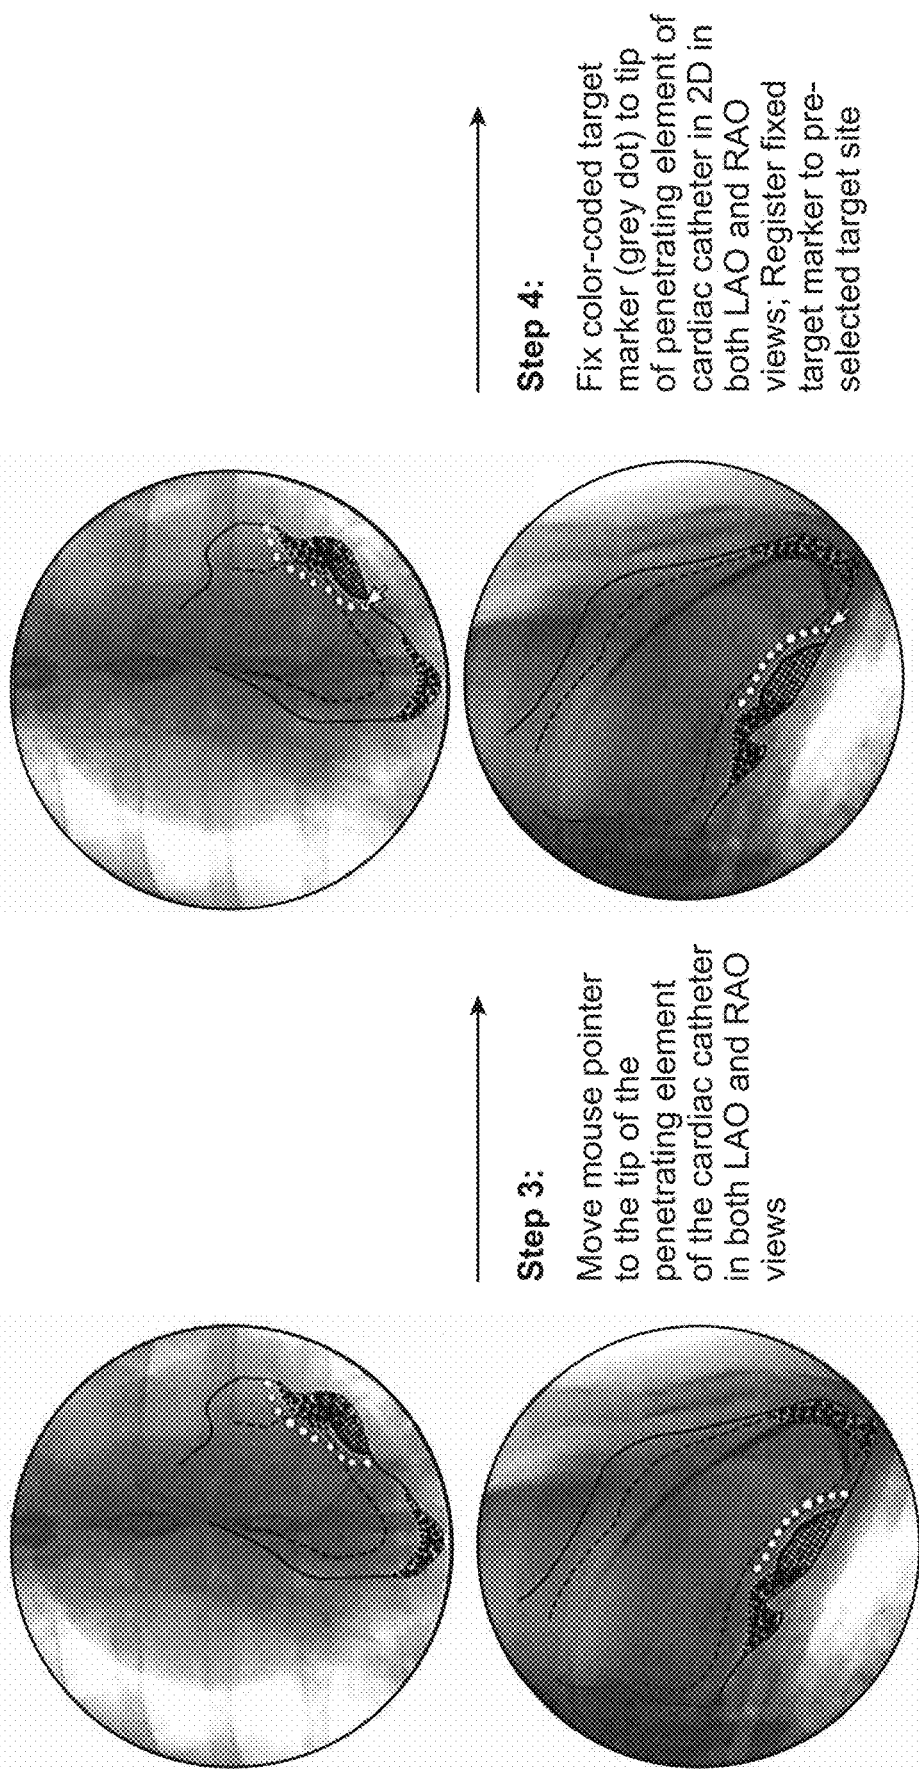 Step 3:
Move mouse pointer
to the tip of the
penetrating element
of the cardiac catheter
in both LAO and RAO
views
Step 4:
Fix color-coded target
marker (grey dot) to tip
of penetrating element of
cardiac catheter in 2D in
both LAO and RAO
views; Register fixed
target marker to pre-
selected target site